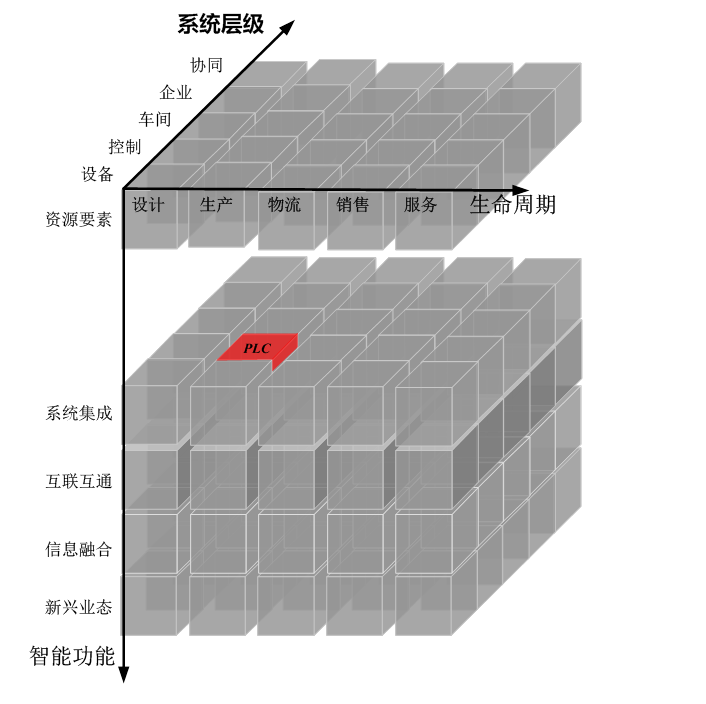 系统层级
协同
企业
车间
控制
设备
设计 生产 物流 销售 服务 生命周期
资源要素
PLC
系统集成
互联互通
信息融合
新兴业态
智能功能